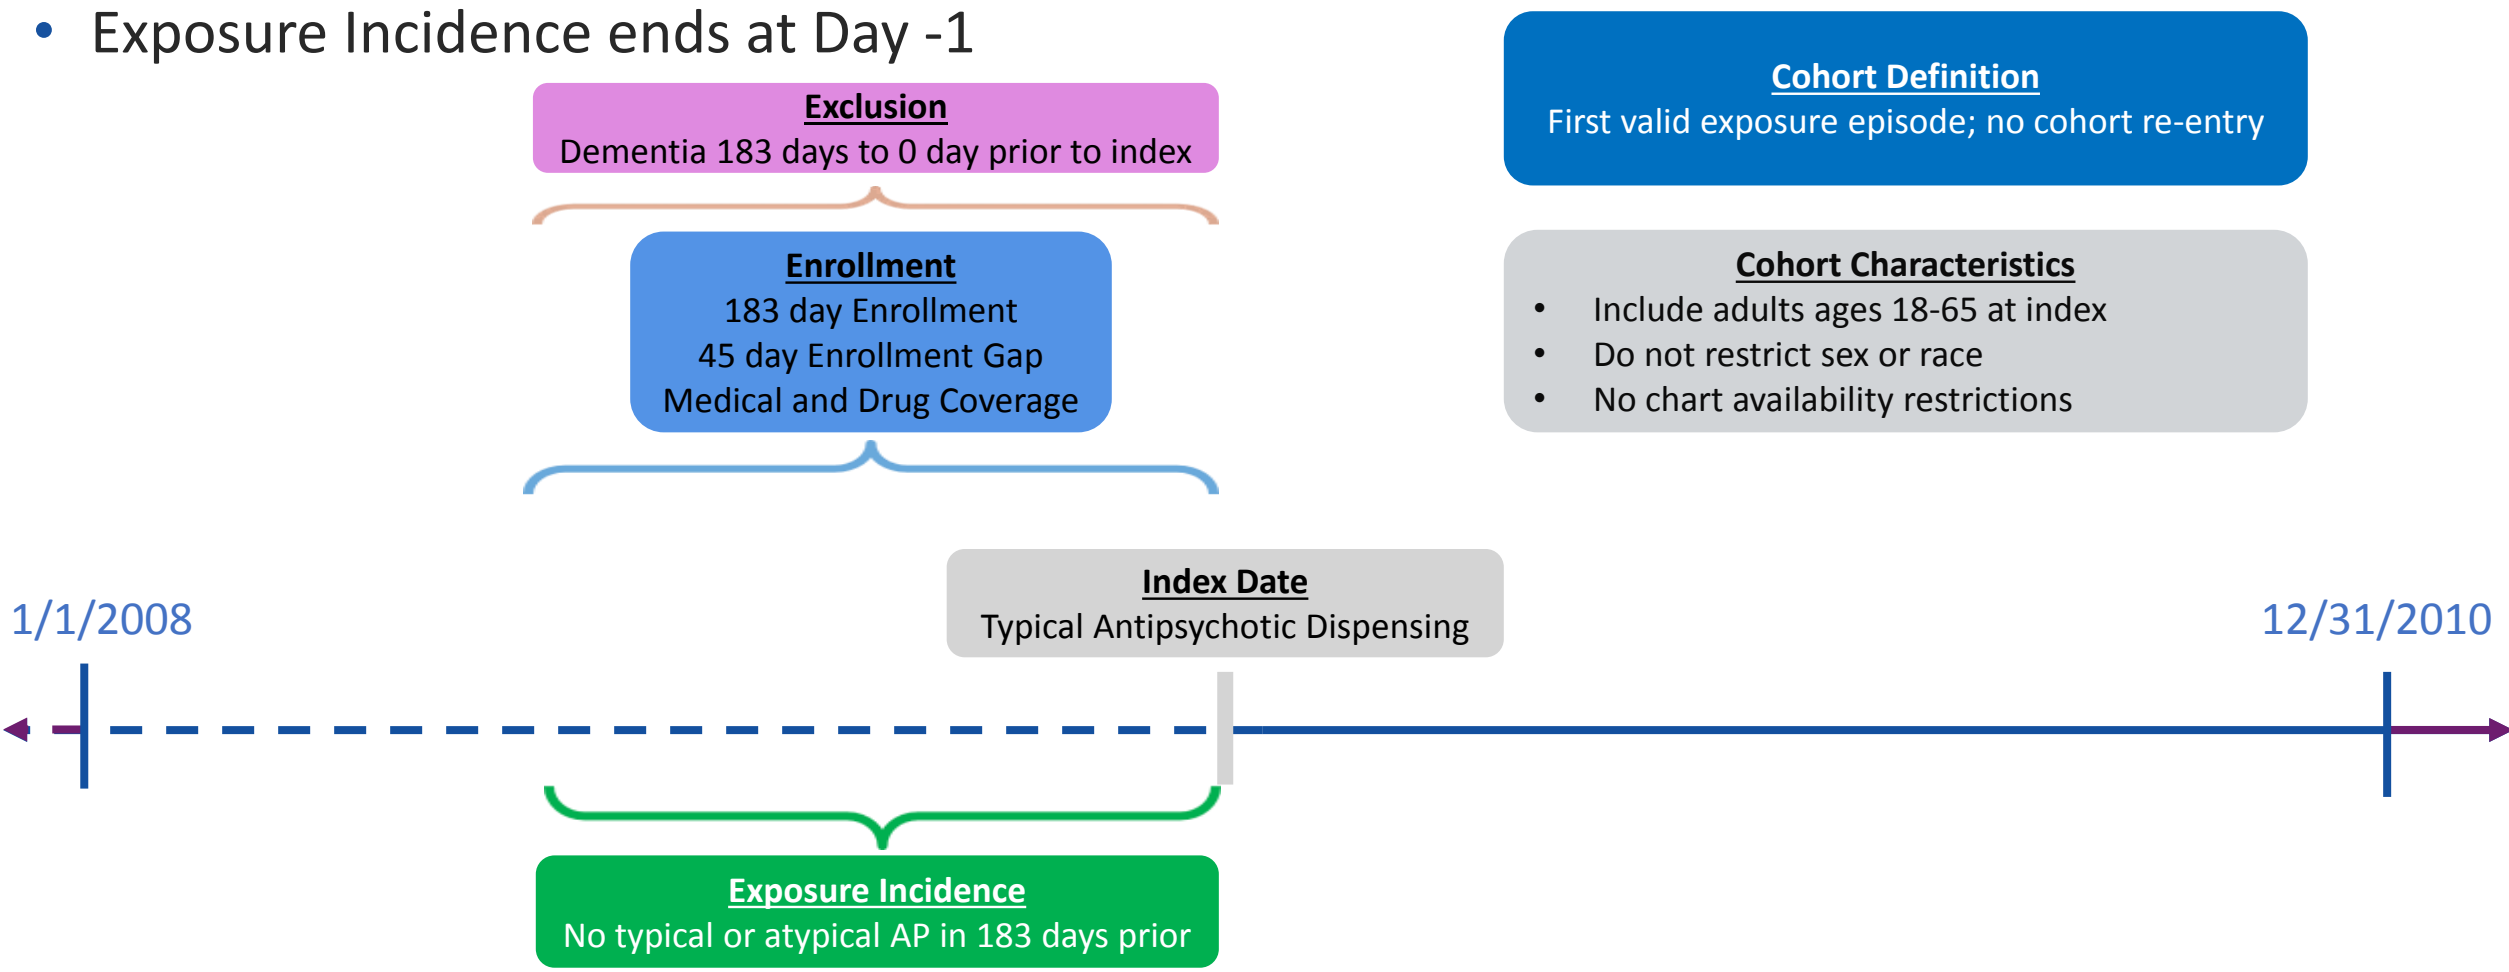 • Exposure Incidence ends at Day -1
Exclusion
Dementia 183 days to 0 day prior to index
Cohort Definition
First valid exposure episode; no cohort re-entry
Enrollment
183 day Enrollment
45 day Enrollment Gap
Medical and Drug Coverage
Cohort Characteristics
• Include adults ages 18-65 at index
• Do not restrict sex or race
• No chart availability restrictions
Index Date
Typical Antipsychotic Dispensing
1/1/2008
12/31/2010
Exposure Incidence
No typical or atypical AP in 183 days prior